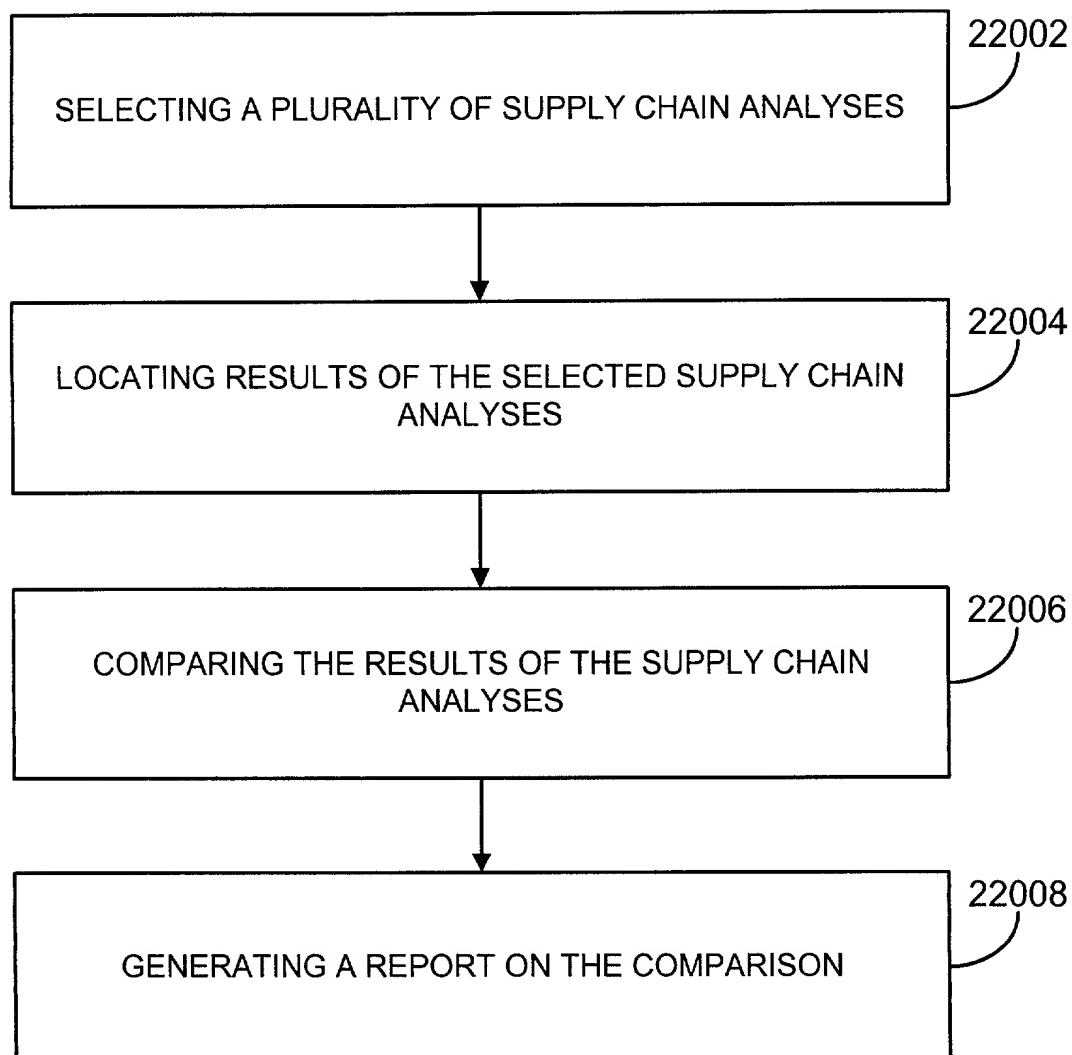 22002
SELECTING A PLURALITY OF SUPPLY CHAIN ANALYSES
22004
LOCATING RESULTS OF THE SELECTED SUPPLY CHAIN
ANALYSES
22006
COMPARING THE RESULTS OF THE SUPPLY CHAIN
ANALYSES
22008
GENERATING A REPORT ON THE COMPARISON